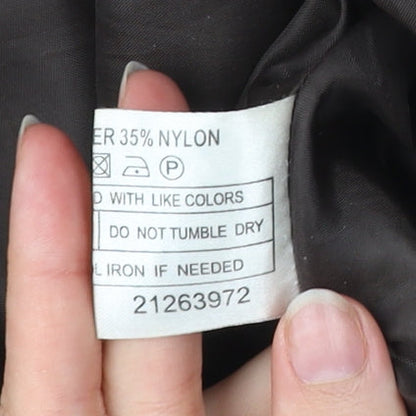 ER 35% NYLON
P
D WITH LIKE COLORS
DO NOT TUMBLE DRY
L IRON IF NEEDED
21263972